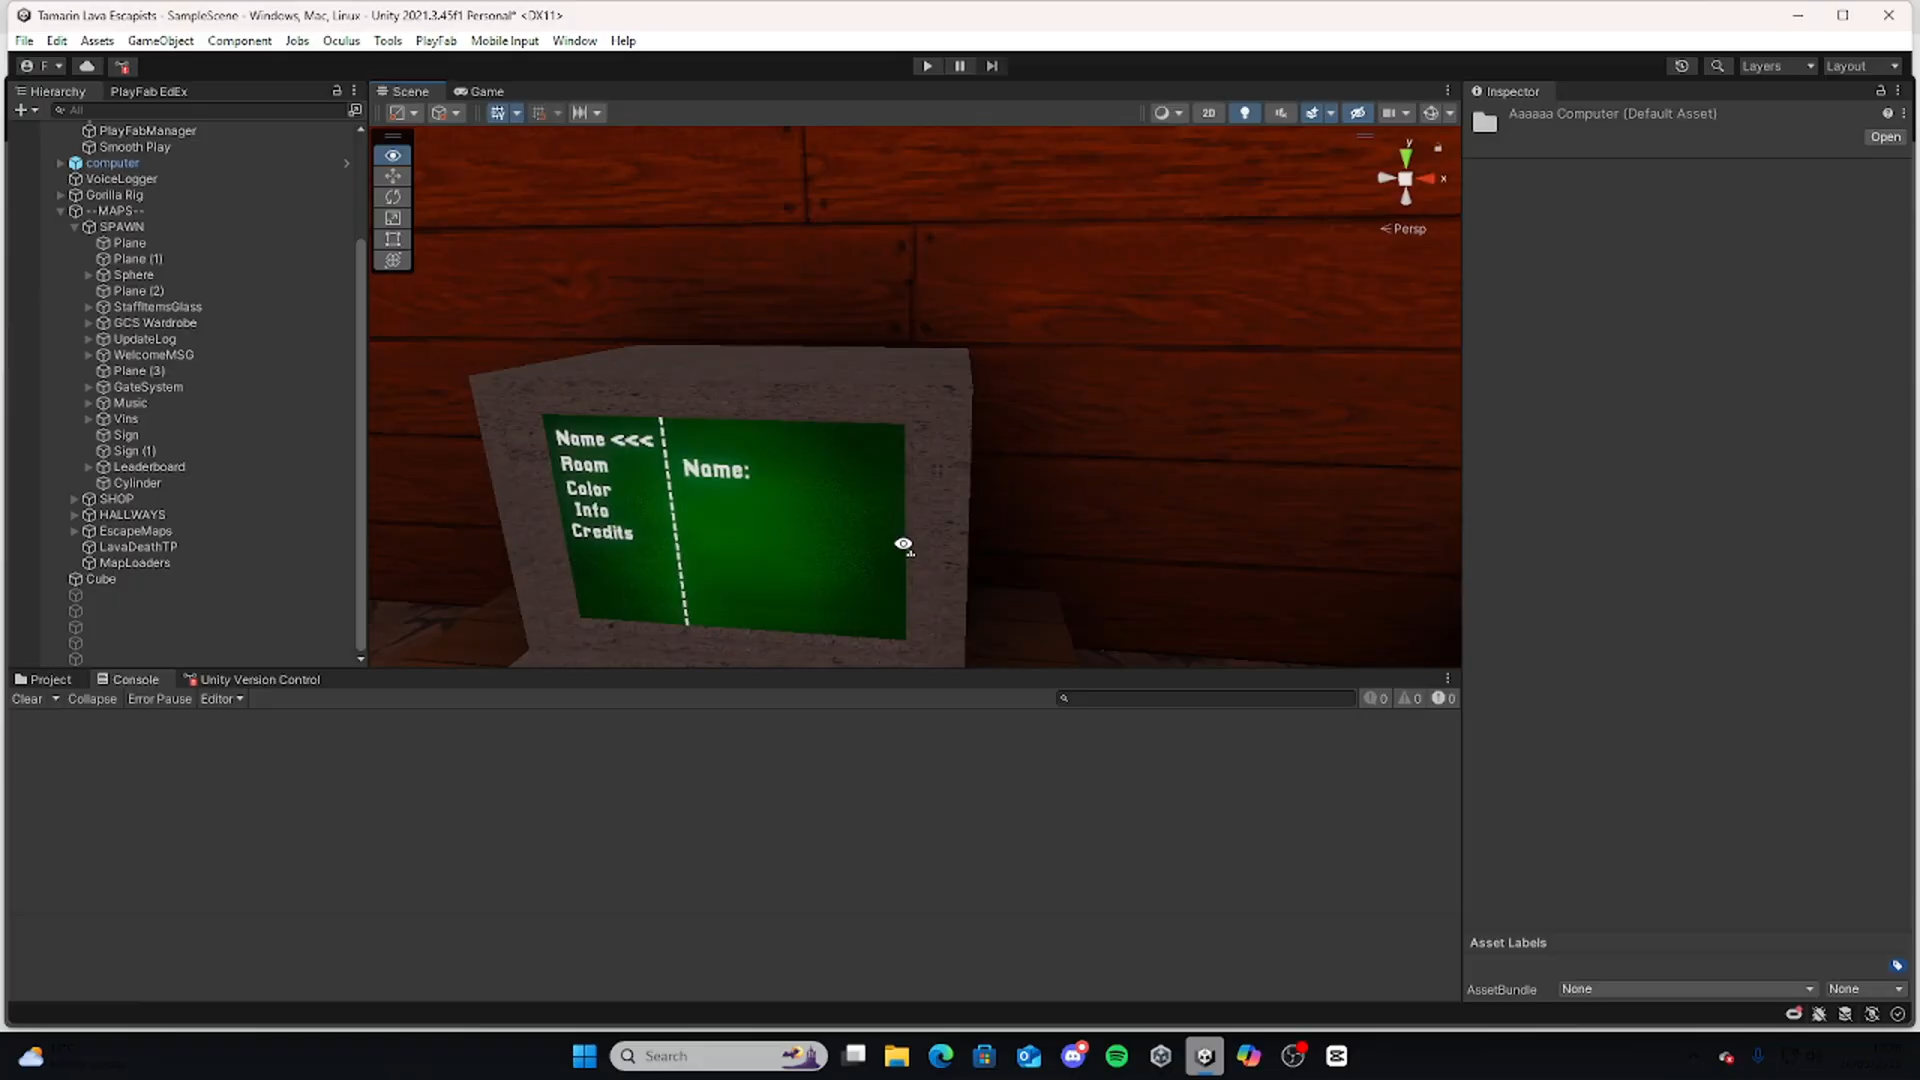 Tamarin Lava Escapists - SampleScene - Windows, Mac, Linux - Unity 2021.3.45f1 Personal* <DX11>
File Edit Assets GameObject Component Jobs Oculus Tools PlayFab Mobile Input Window Help
F Layers Layout
Hierarchy PlayFab EdEx Scene Game Inspector
All 2D
Aaaaaa Computer (Default Asset)
Open
PlayFabManager
Smooth Play
computer
VoiceLogger
Gorilla Rig
--MAPS--
SPAWN
Plane
Plane (1)
Sphere
Plane (2)
StaffItemsGlass
GCS Wardrobe
UpdateLog
WelcomeMSG
Plane (3)
GateSystem
Music
Vins
Sign
Sign (1)
Leaderboard
Cylinder
SHOP
HALLWAYS
EscapeMaps
LavaDeathTP
MapLoaders
Cube
y
x
Persp
Name <<<
Room
Color
Info
Credits
Name:
Project Console Unity Version Control
Clear Collapse Error Pause Editor 0 0 0
Asset Labels
AssetBundle None None
Search